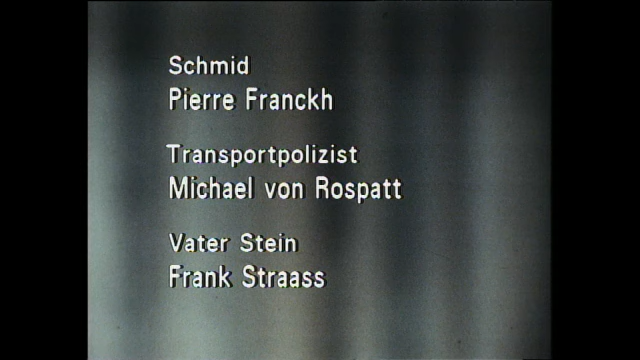 Schmid
Pierre Franckh
Transportpolizist
Michael von Rospatt
Vater Stein
Frank Straass